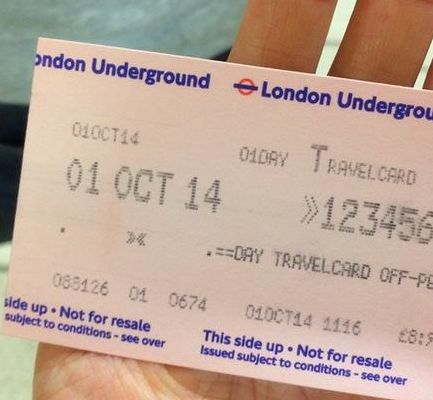 ondon Underground London Undergrou
01OCT14 01DAY TRAVELCARD
01 OCT 14 »123456
.==DAY TRAVELCARD OFF-PE
088126 01 0674 01OCT14 1116 £8:
side up • Not for resale
subject to conditions - see over
This side up • Not for resale
Issued subject to conditions - see over